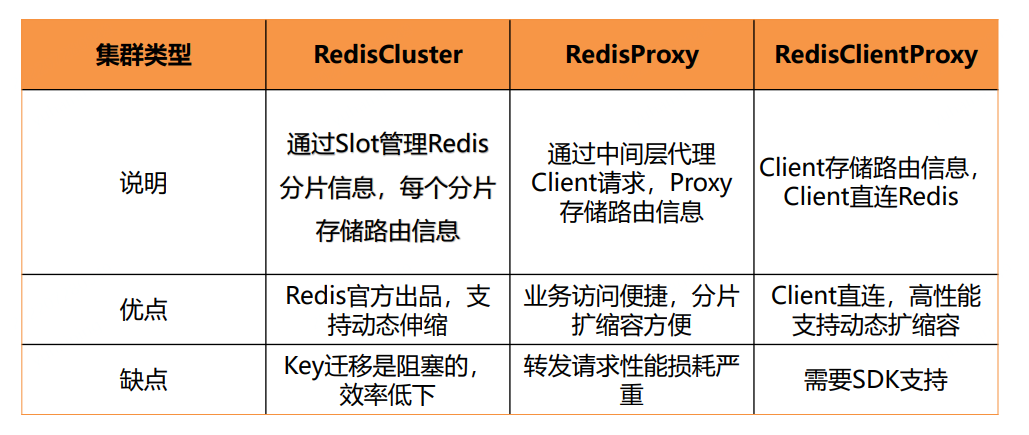 集群类型
RedisCluster
RedisProxy
RedisClientProxy
说明
通过Slot管理Redis
分片信息，每个分片
存储路由信息
通过中间层代理
Client请求，Proxy
存储路由信息
Client存储路由信息，
Client直连Redis
优点
Redis官方出品，支
持动态伸缩
业务访问便捷，分片
扩缩容方便
Client直连，高性能
支持动态扩缩容
缺点
Key迁移是阻塞的，
效率低下
转发请求性能损耗严
重
需要SDK支持